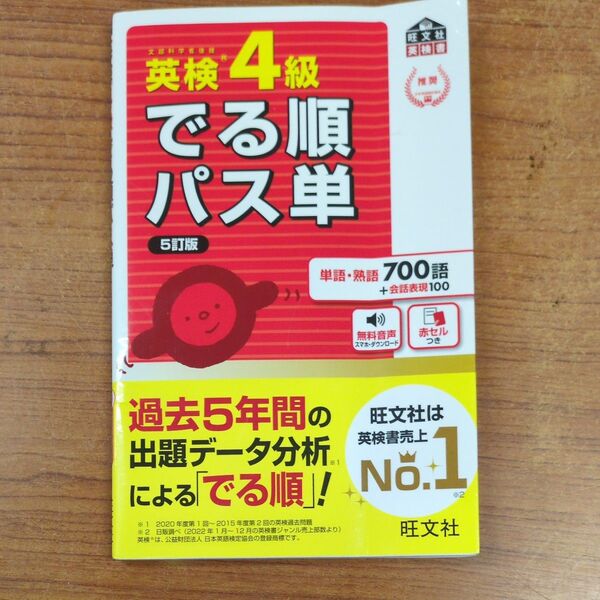 文部科学省後援
英検®4級
でる順
パス単
5訂版
旺文社
英検書
推奨
単語・熟語700語
+会話表現100
無料音声
スマホ・ダウンロード
赤セル
つき
過去5年間の
出題データ分析※1
による「でる順」!
旺文社は
英検書売上
No.1※2
※1 2020年度第1回〜2015年度第2回の英検過去問題
※2 日販調べ(2022年1月〜12月の英検書ジャンル売上部数より)
英検®は、公益財団法人 日本英語検定協会の登録商標です。
旺文社